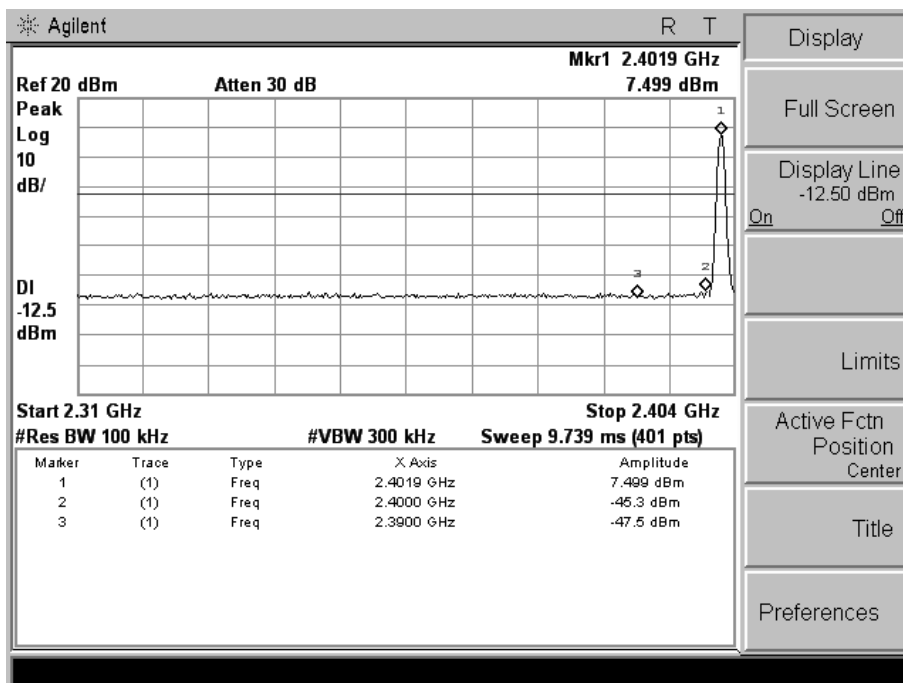 Agilent R T
Mkr1 2.4019 GHz
Ref 20 dBm Atten 30 dB 7.499 dBm
Peak
Log
10
dB/
1
2
3
DI
-12.5
dBm
Start 2.31 GHz Stop 2.404 GHz
#Res BW 100 kHz #VBW 300 kHz Sweep 9.739 ms (401 pts)
Marker Trace Type X Axis Amplitude
1 (1) Freq 2.4019 GHz 7.499 dBm
2 (1) Freq 2.4000 GHz -45.3 dBm
3 (1) Freq 2.3900 GHz -47.5 dBm
Display
Full Screen
Display Line
-12.50 dBm
On Off
Limits
Active Fctn
Position
Center
Title
Preferences